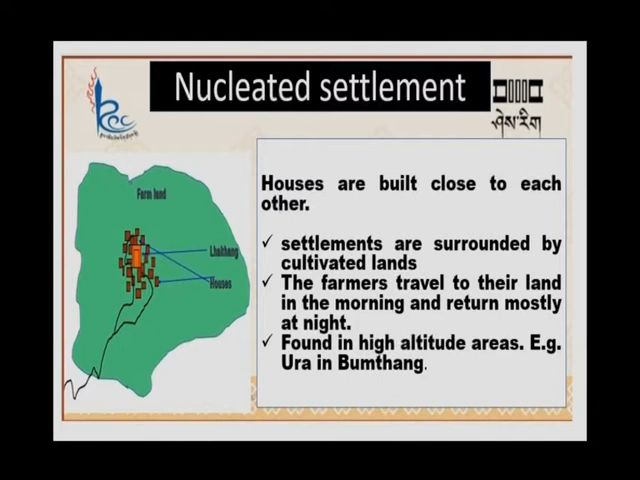 Nucleated settlement
ཤེས་རིག
Farm land
Lhakhang
Houses
Houses are built close to each
other.
✓ settlements are surrounded by
cultivated lands
✓ The farmers travel to their land
in the morning and return mostly
at night.
✓ Found in high altitude areas. E.g.
Ura in Bumthang.